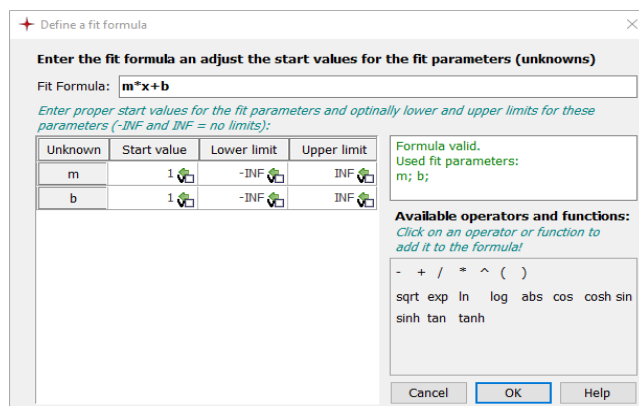 Define a fit formula
Enter the fit formula an adjust the start values for the fit parameters (unknowns)
Fit Formula: m*x+b
Enter proper start values for the fit parameters and optinally lower and upper limits for these
parameters (-INF and INF = no limits):
Unknown Start value Lower limit Upper limit
m 1 -INF INF
b 1 -INF INF
Formula valid.
Used fit parameters:
m; b;
Available operators and functions:
Click on an operator or function to
add it to the formula!
- + / * ^ ( )
sqrt exp ln log abs cos cosh sin
sinh tan tanh
Cancel OK Help